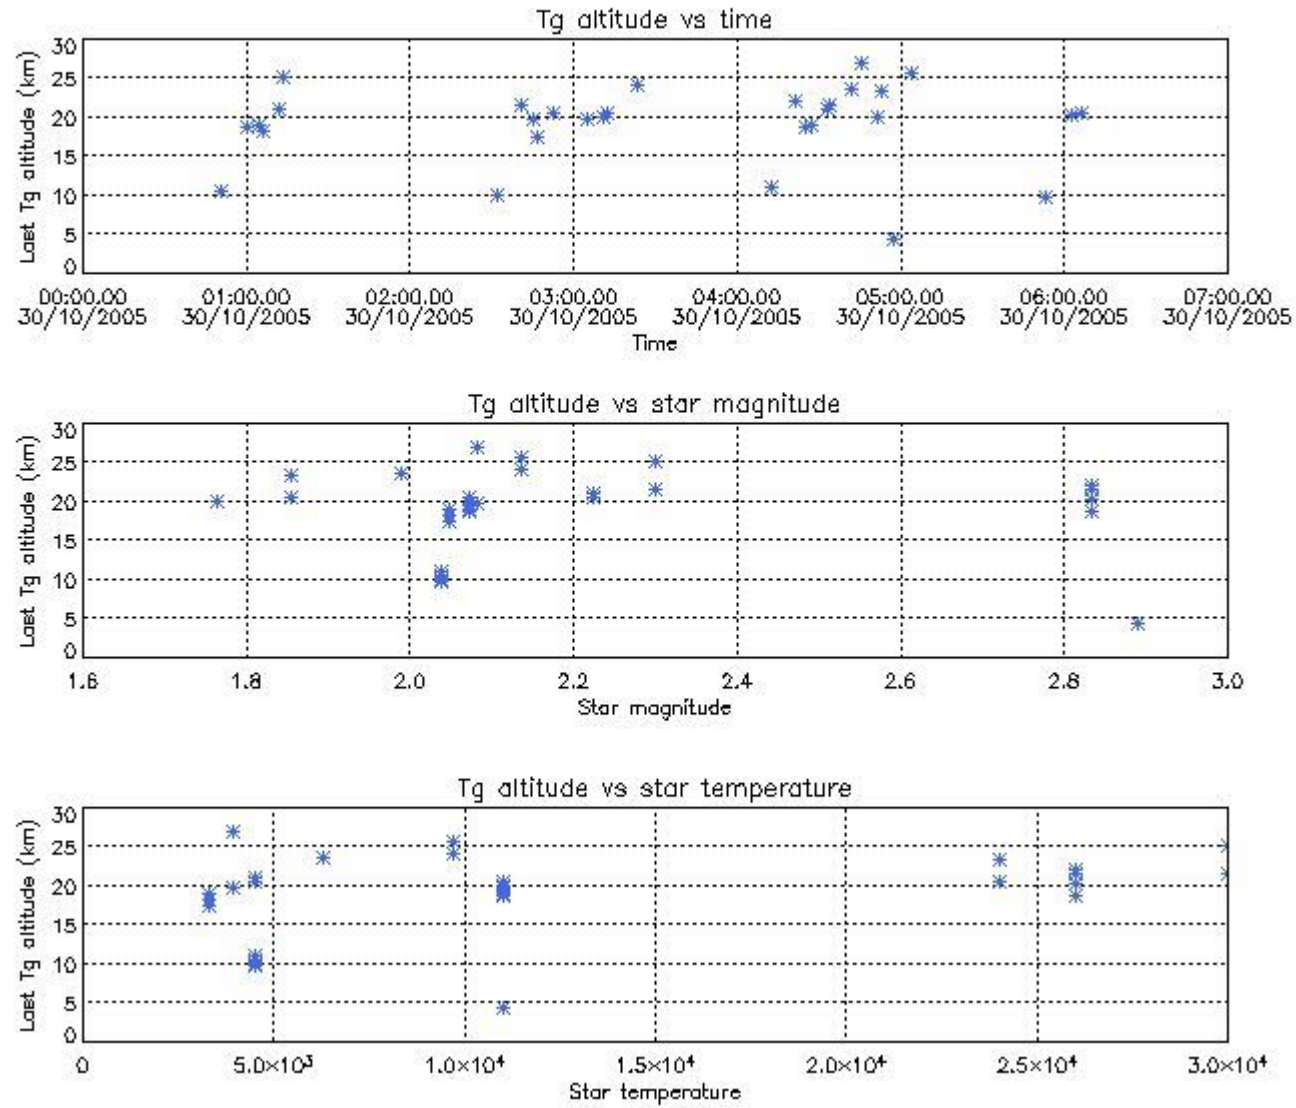 Tg altitude vs time
Last Tg altitude (km)
30
25
20
15
10
5
0
00:00.00 01:00.00 02:00.00 03:00.00 04:00.00 05:00.00 06:00.00 07:00.00
30/10/2005 30/10/2005 30/10/2005 30/10/2005 30/10/2005 30/10/2005 30/10/2005 30/10/2005
Time
Tg altitude vs star magnitude
Last Tg altitude (km)
30
25
20
15
10
5
0
1.6 1.8 2.0 2.2 2.4 2.6 2.8 3.0
Star magnitude
Tg altitude vs star temperature
Last Tg altitude (km)
30
25
20
15
10
5
0
0 5.0×10³ 1.0×10⁴ 1.5×10⁴ 2.0×10⁴ 2.5×10⁴ 3.0×10⁴
Star temperature